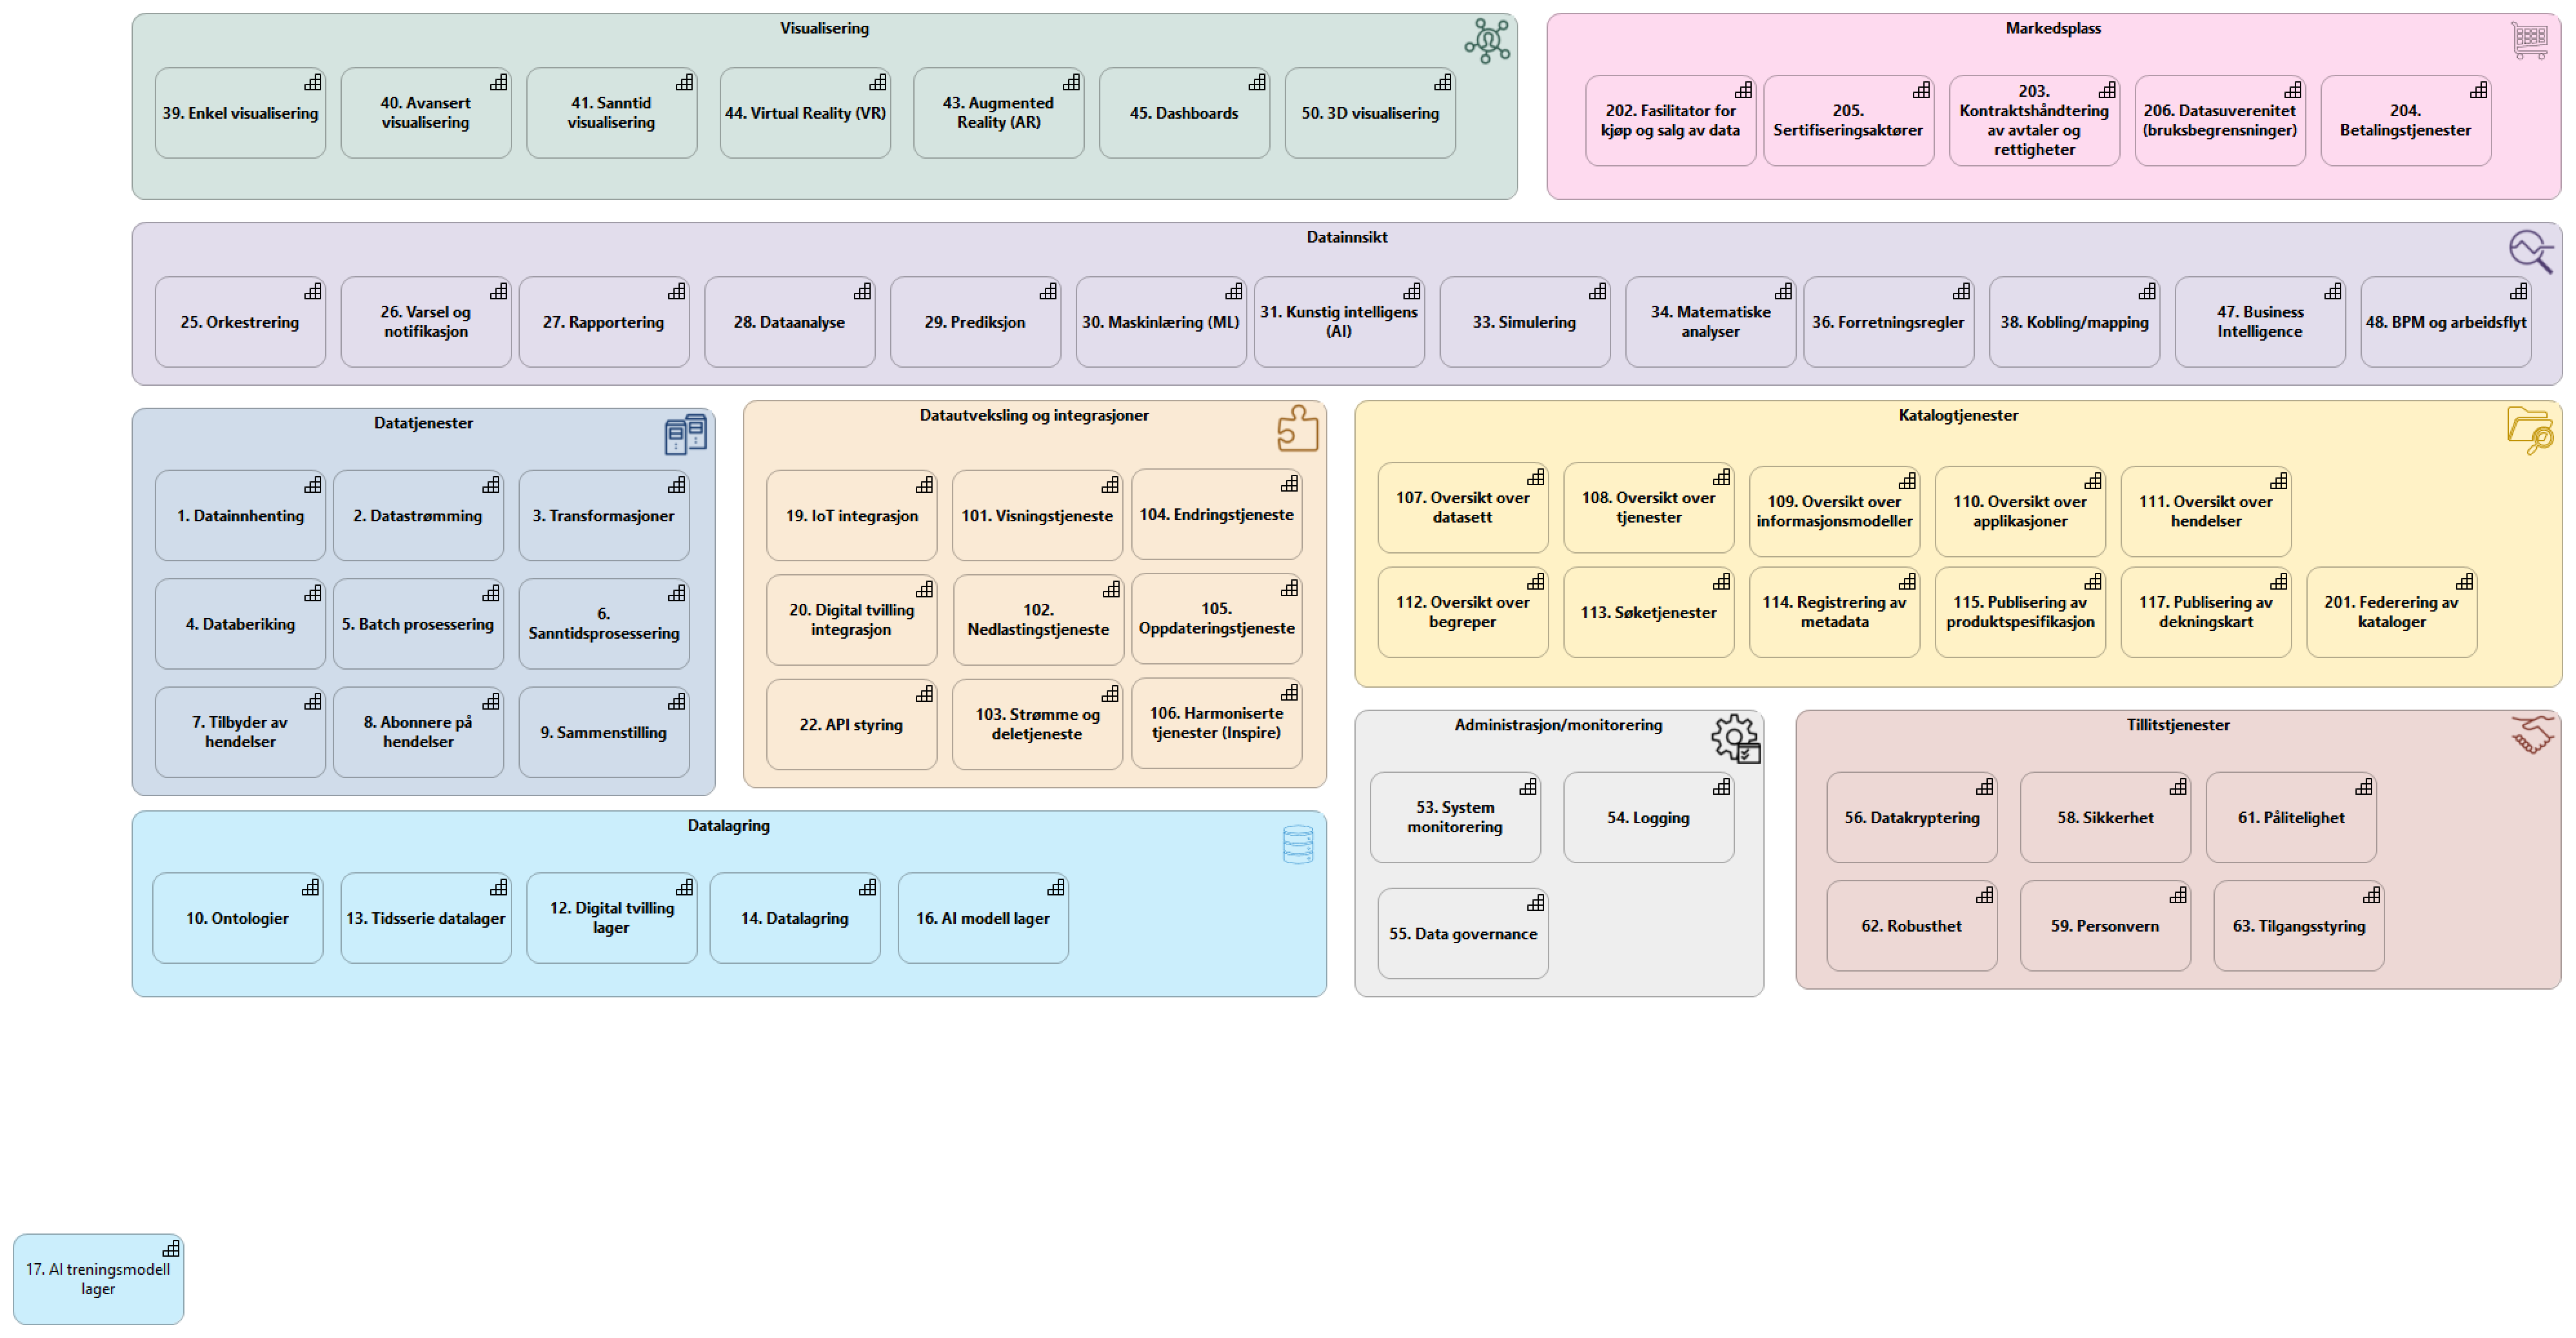 Visualisering
39. Enkel visualisering
40. Avansert
visualisering
41. Sanntid
visualisering
44. Virtual Reality (VR)
43. Augmented
Reality (AR)
45. Dashboards
50. 3D visualisering
Markedsplass
202. Fasilitator for
kjøp og salg av data
205.
Sertifiseringsaktører
203.
Kontraktshåndtering
av avtaler og
rettigheter
206. Datasuverenitet
(bruksbegrensninger)
204.
Betalingstjenester
Datainnsikt
25. Orkestrering
26. Varsel og
notifikasjon
27. Rapportering
28. Dataanalyse
29. Prediksjon
30. Maskinlæring (ML)
31. Kunstig intelligens
(AI)
33. Simulering
34. Matematiske
analyser
36. Forretningsregler
38. Kobling/mapping
47. Business
Intelligence
48. BPM og arbeidsflyt
Datatjenester
1. Datainnhenting
2. Datastrømming
3. Transformasjoner
4. Databeriking
5. Batch prosessering
6.
Sanntidsprosessering
7. Tilbyder av
hendelser
8. Abonnere på
hendelser
9. Sammenstilling
Datautveksling og integrasjoner
19. IoT integrasjon
101. Visningstjeneste
104. Endringstjeneste
20. Digital tvilling
integrasjon
102.
Nedlastingstjeneste
105.
Oppdateringstjeneste
22. API styring
103. Strømme og
deletjeneste
106. Harmoniserte
tjenester (Inspire)
Katalogtjenester
107. Oversikt over
datasett
108. Oversikt over
tjenester
109. Oversikt over
informasjonsmodeller
110. Oversikt over
applikasjoner
111. Oversikt over
hendelser
112. Oversikt over
begreper
113. Søketjenester
114. Registrering av
metadata
115. Publisering av
produktspesifikasjon
117. Publisering av
dekningskart
201. Federering av
kataloger
Administrasjon/monitorering
53. System
monitorering
54. Logging
55. Data governance
Tillitstjenester
56. Datakryptering
58. Sikkerhet
61. Pålitelighet
62. Robusthet
59. Personvern
63. Tilgangsstyring
Datalagring
10. Ontologier
13. Tidsserie datalager
12. Digital tvilling
lager
14. Datalagring
16. AI modell lager
17. AI treningsmodell
lager